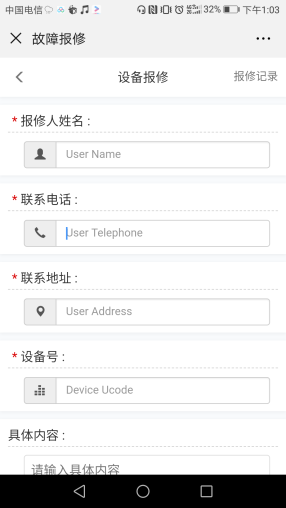 中国电信
32%
下午1:03
故障报修
设备报修
报修记录
* 报修人姓名 :
User Name
* 联系电话 :
User Telephone
* 联系地址 :
User Address
* 设备号 :
Device Ucode
具体内容 :
请输入具体内容